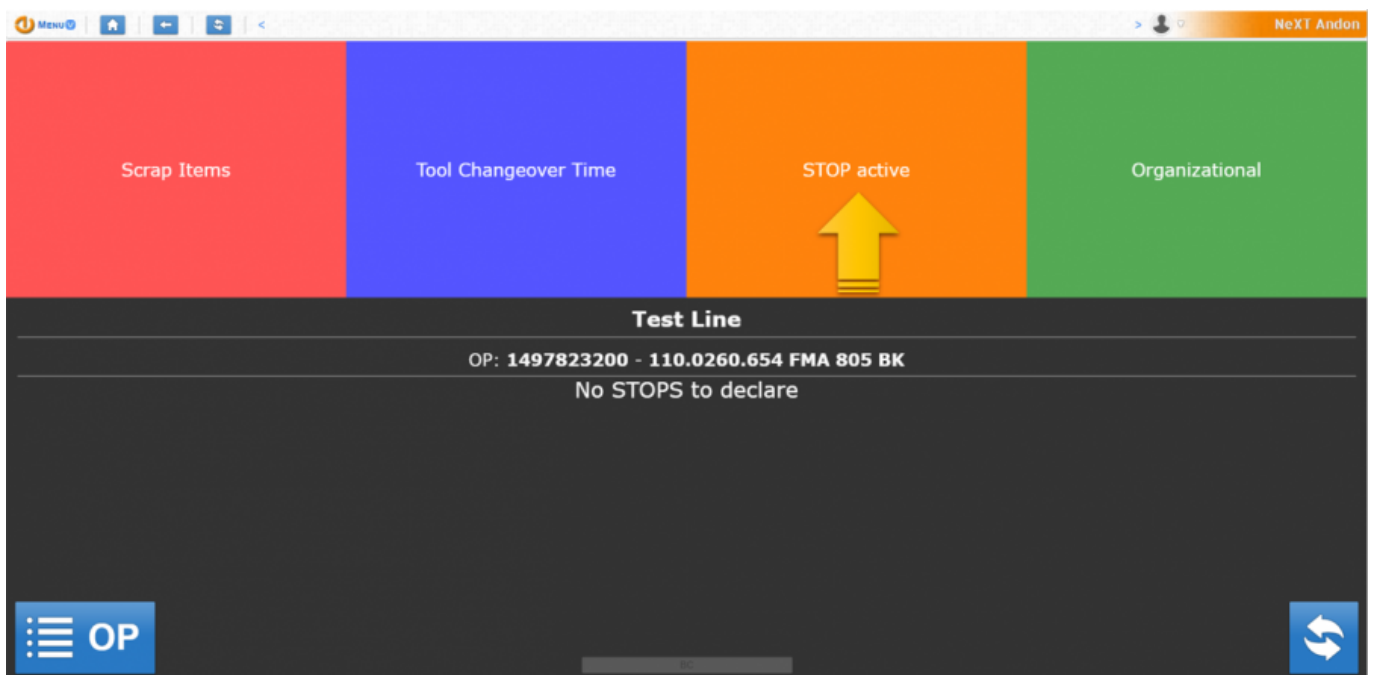 MENU
<
>
NeXT Andon
Scrap Items
Tool Changeover Time
STOP active
Organizational
Test Line
OP: 1497823200 - 110.0260.654 FMA 805 BK
No STOPS to declare
OP